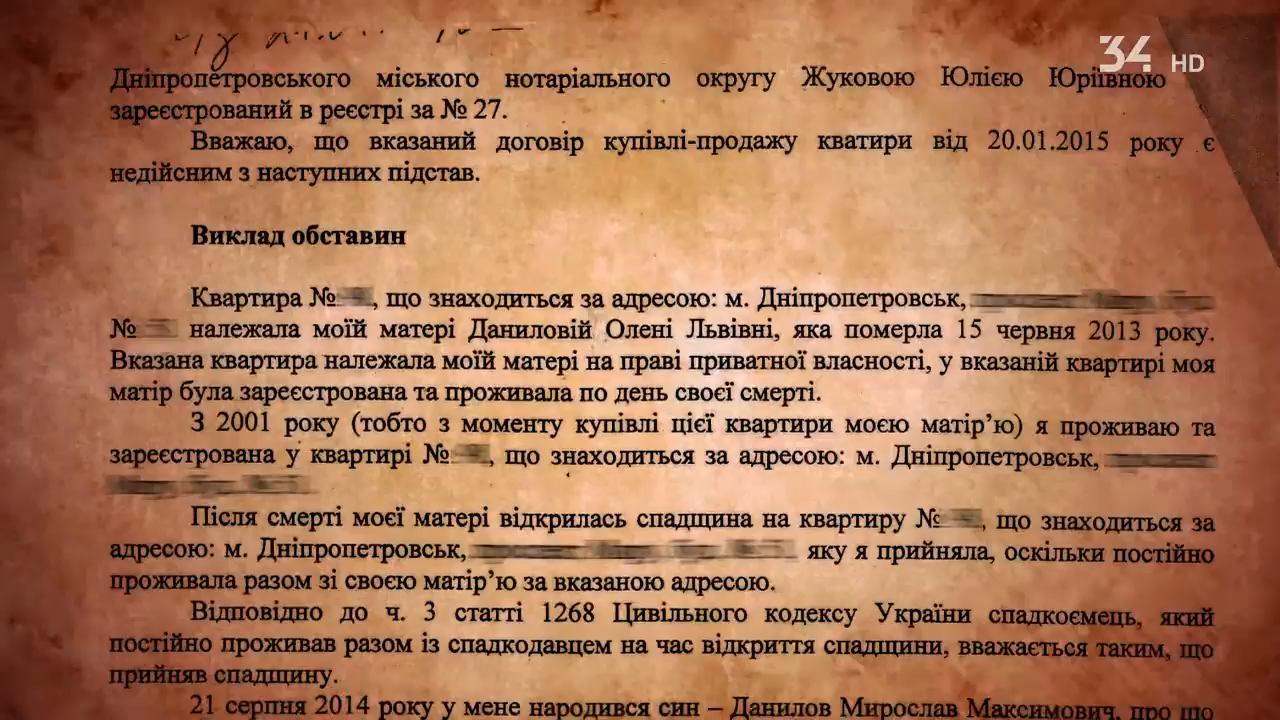 34 HD
Дніпропетровського міського нотаріального округу Жуковою Юлією Юріївною
зареєстрований в реєстрі за № 27.
Вважаю, що вказаний договір купівлі-продажу кватири від 20.01.2015 року є
недійсним з наступних підстав.
Виклад обставин
Квартира № , що знаходиться за адресою: м. Дніпропетровськ,
№ належала моїй матері Даниловій Олені Львівні, яка померла 15 червня 2013 року.
Вказана квартира належала моїй матері на праві приватної власності, у вказаній квартирі моя
матір була зареєстрована та проживала по день своєї смерті.
З 2001 року (тобто з моменту купівлі цієї квартири моєю матір’ю) я проживаю та
зареєстрована у квартирі № , що знаходиться за адресою: м. Дніпропетровськ,
Після смерті моєї матері відкрилась спадщина на квартиру № , що знаходиться за
адресою: м. Дніпропетровськ, яку я прийняла, оскільки постійно
проживала разом зі своєю матір’ю за вказаною адресою.
Відповідно до ч. 3 статті 1268 Цивільного кодексу України спадкоємець, який
постійно проживав разом із спадкодавцем на час відкриття спадщини, вважається таким, що
прийняв спадщину.
21 серпня 2014 року у мене народився син – Данилов Мирослав Максимович, про що